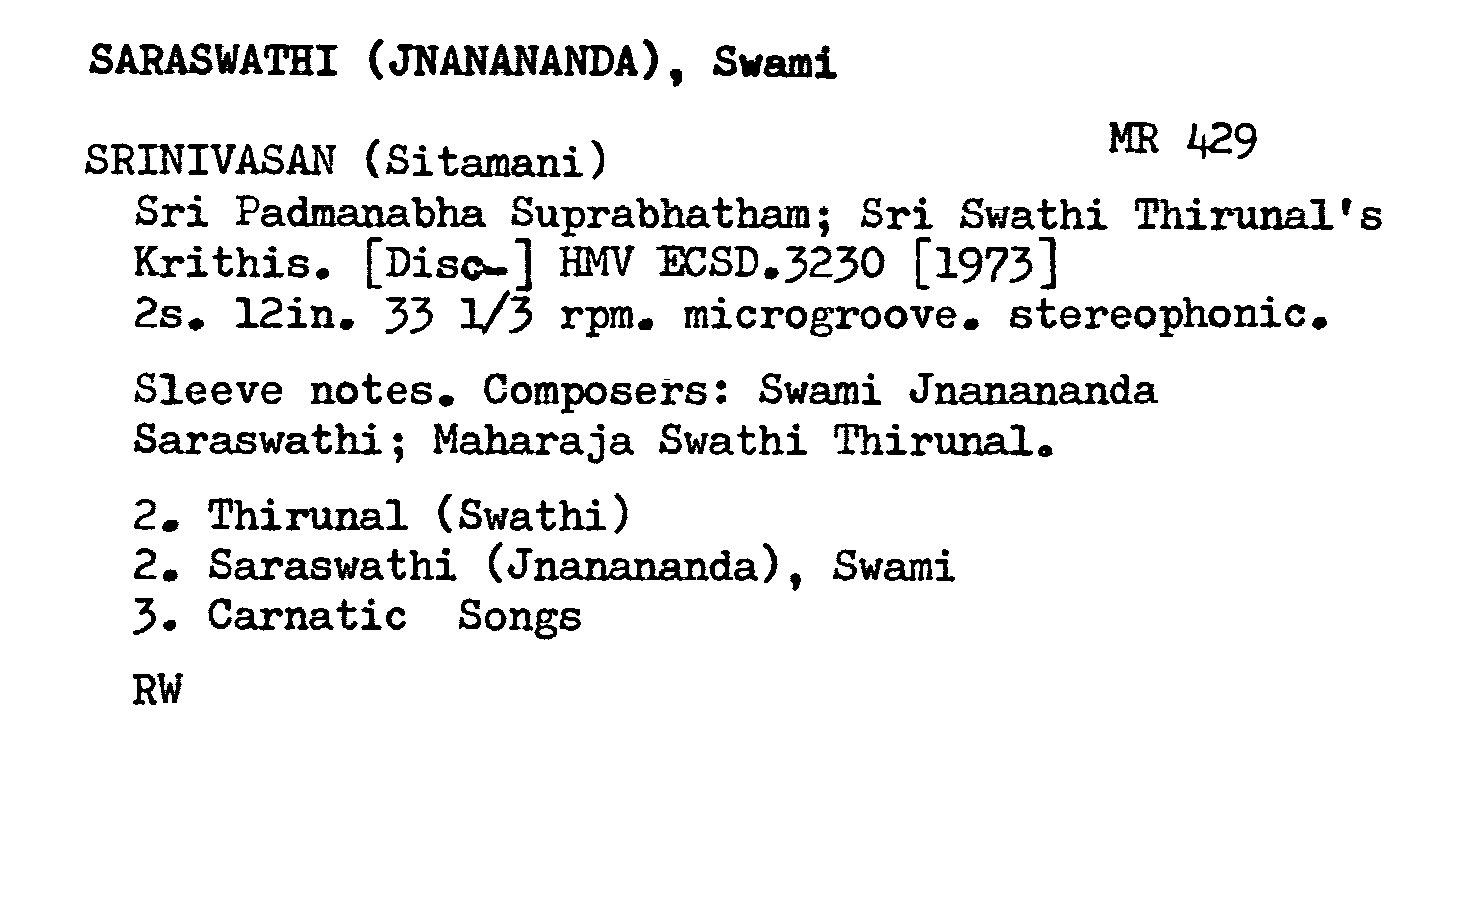 SARASWATHI (JNANANANDA), Swami
MR 429
SRINIVASAN (Sitamani)
Sri Padmanabha Suprabhatham; Sri Swathi Thirunal's
Krithis. [Disc-] HMV ECSD.3230 [1973]
2s. 12in. 33 1/3 rpm. microgroove. stereophonic.
Sleeve notes. Composers: Swami Jnanananda
Saraswathi; Maharaja Swathi Thirunal.
2. Thirunal (Swathi)
2. Saraswathi (Jnanananda), Swami
3. Carnatic Songs
RW